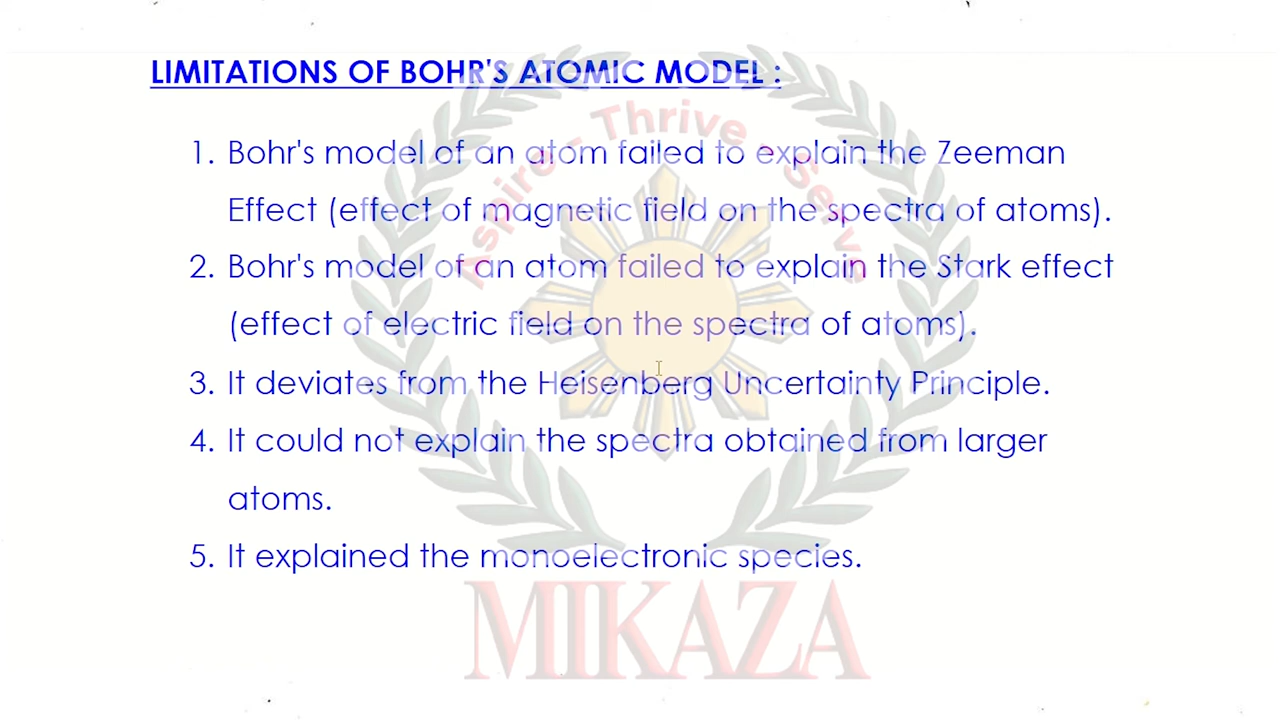 LIMITATIONS OF BOHR'S ATOMIC MODEL :
Aspire - Thrive - Serve
1. Bohr's model of an atom failed to explain the Zeeman
Effect (effect of magnetic field on the spectra of atoms).
2. Bohr's model of an atom failed to explain the Stark effect
(effect of electric field on the spectra of atoms).
3. It deviates from the Heisenberg Uncertainty Principle.
4. It could not explain the spectra obtained from larger
atoms.
5. It explained the monoelectronic species.
MIKAZA